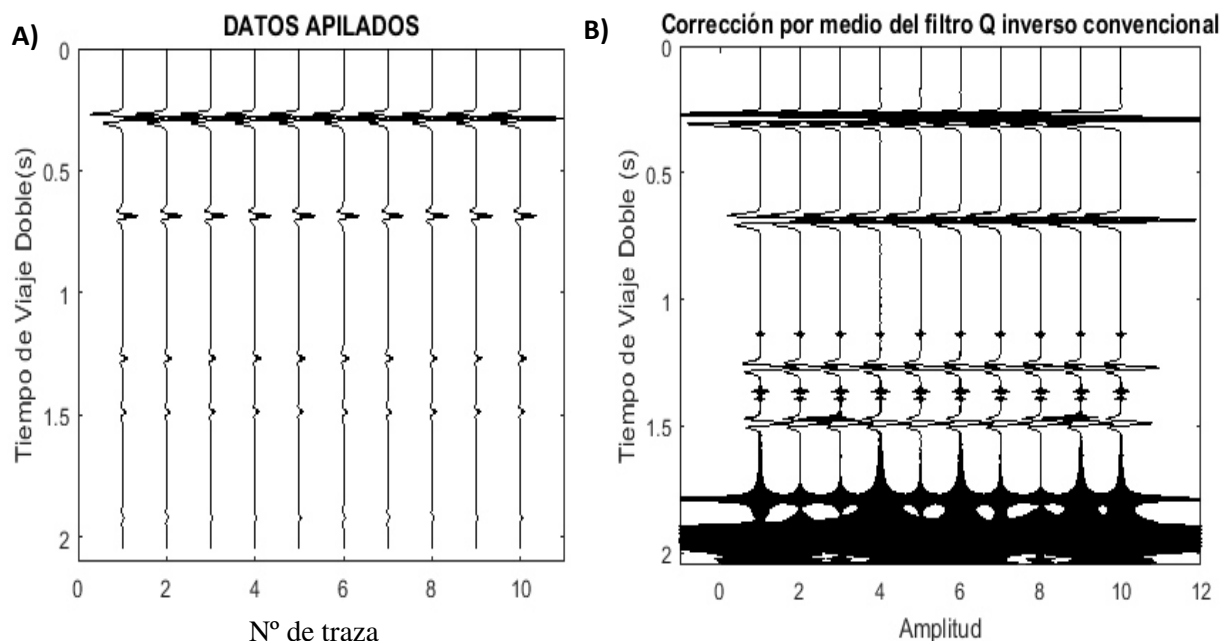 A)
DATOS APILADOS
0
0.5
1
1.5
2
Tiempo de Viaje Doble(s)
0 2 4 6 8 10
Nº de traza
B)
Corrección por medio del filtro Q inverso convencional
0
0.5
1
1.5
2
Tiempo de Viaje Doble (s)
0 2 4 6 8 10 12
Amplitud